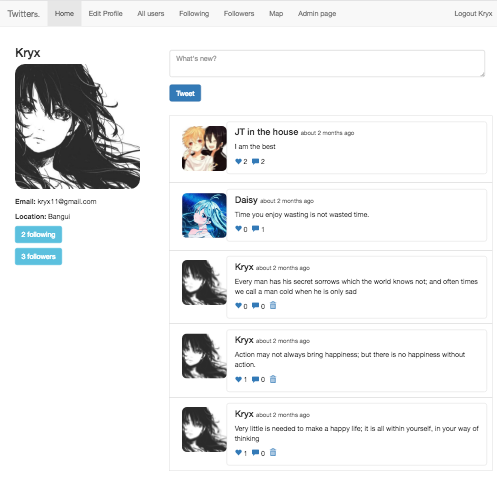 Twitters. Home Edit Profile All users Following Followers Map Admin page Logout Kryx
Kryx
Email: kryx11@gmail.com
Location: Bangui
2 following
3 followers
What's new?
Tweet
JT in the house about 2 months ago
I am the best
2 2
Daisy about 2 months ago
Time you enjoy wasting is not wasted time.
0 1
Kryx about 2 months ago
Every man has his secret sorrows which the world knows not; and often times
we call a man cold when he is only sad
0 0
Kryx about 2 months ago
Action may not always bring happiness; but there is no happiness without
action.
1 0
Kryx about 2 months ago
Very little is needed to make a happy life; it is all within yourself, in your way of
thinking
1 0